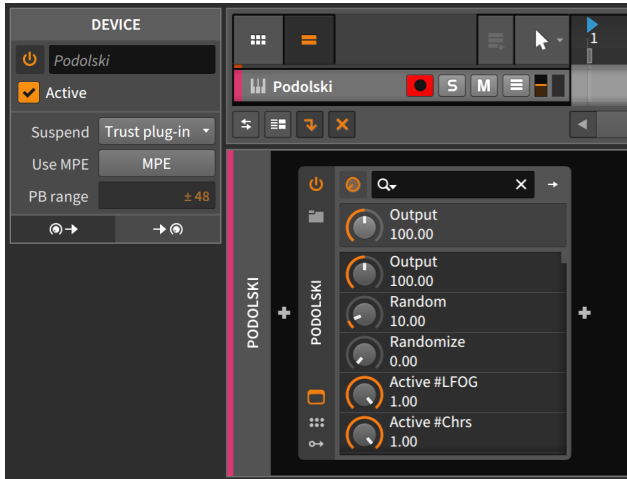 DEVICE
Podolski
Active
Suspend Trust plug-in
Use MPE MPE
PB range ± 48
1
Podolski S M
PODOLSKI
PODOLSKI
Output
100.00
Output
100.00
Random
10.00
Randomize
0.00
Active #LFOG
1.00
Active #Chrs
1.00